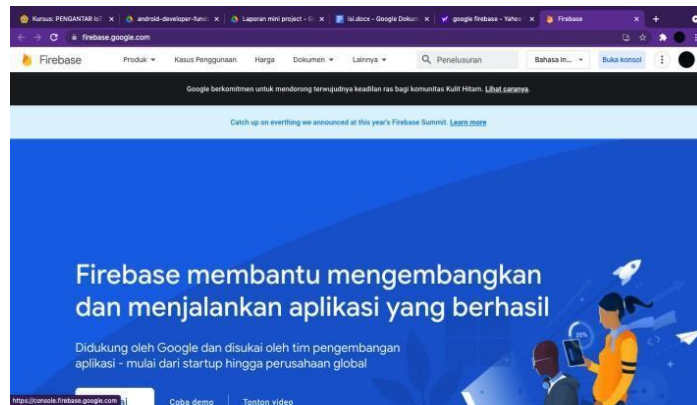 Kursus: PENGANTAR IoT
android-developer-fund
Laporan mini project - G
isi.docx - Google Dokum
google firebase - Yahoo
Firebase
firebase.google.com
Firebase
Produk
Kasus Penggunaan
Harga
Dokumen
Lainnya
Penelusuran
Bahasa In...
Buka konsol
Google berkomitmen untuk mendorong terwujudnya keadilan ras bagi komunitas Kulit Hitam. Lihat caranya.
Catch up on everthing we announced at this year's Firebase Summit. Learn more
Firebase membantu mengembangkan
dan menjalankan aplikasi yang berhasil
Didukung oleh Google dan disukai oleh tim pengembangan
aplikasi - mulai dari startup hingga perusahaan global
25%
https://console.firebase.google.com
Coba demo
Tonton video